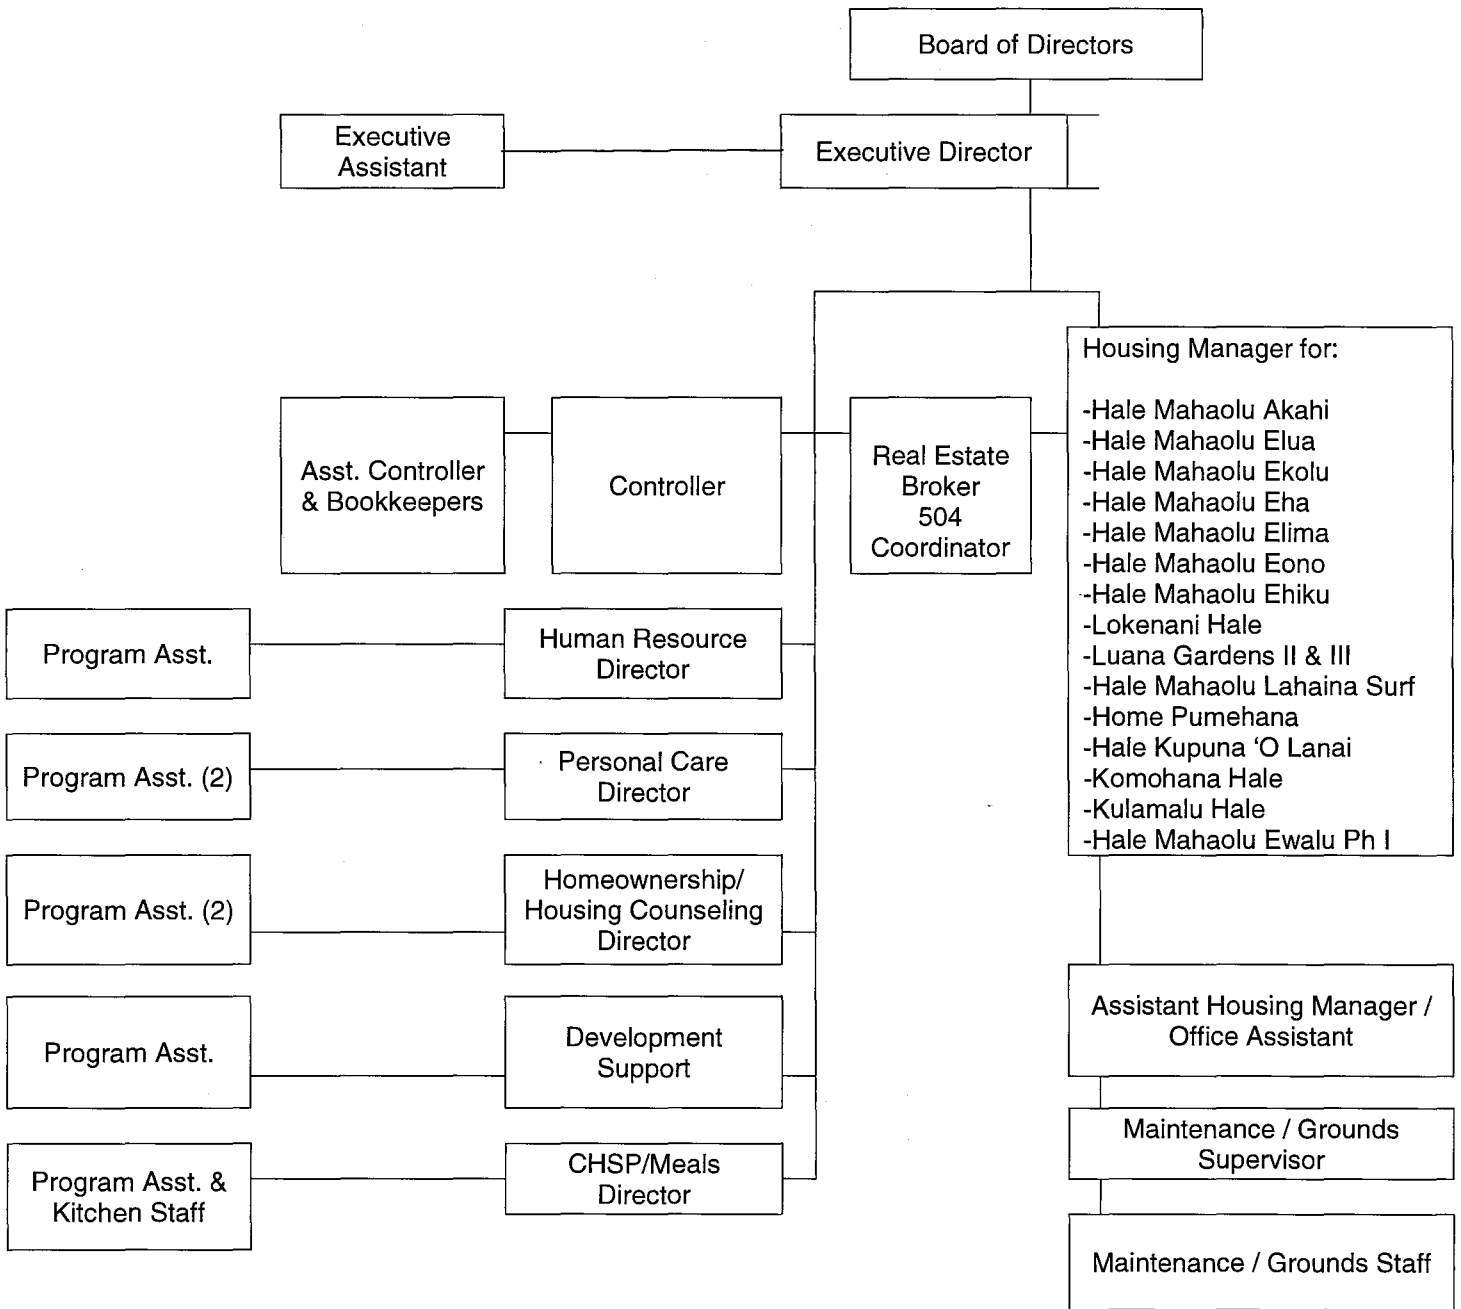 Board of Directors
Executive
Assistant
Executive Director
Housing Manager for:
-Hale Mahaolu Akahi
-Hale Mahaolu Elua
-Hale Mahaolu Ekolu
-Hale Mahaolu Eha
-Hale Mahaolu Elima
-Hale Mahaolu Eono
-Hale Mahaolu Ehiku
-Lokenani Hale
-Luana Gardens II & III
-Hale Mahaolu Lahaina Surf
-Home Pumehana
-Hale Kupuna ‘O Lanai
-Komohana Hale
-Kulamalu Hale
-Hale Mahaolu Ewalu Ph I
Asst. Controller
& Bookkeepers
Controller
Real Estate
Broker
504
Coordinator
Program Asst.
Human Resource
Director
Program Asst. (2)
Personal Care
Director
Program Asst. (2)
Homeownership/
Housing Counseling
Director
Program Asst.
Development
Support
Program Asst. &
Kitchen Staff
CHSP/Meals
Director
Assistant Housing Manager /
Office Assistant
Maintenance / Grounds
Supervisor
Maintenance / Grounds Staff